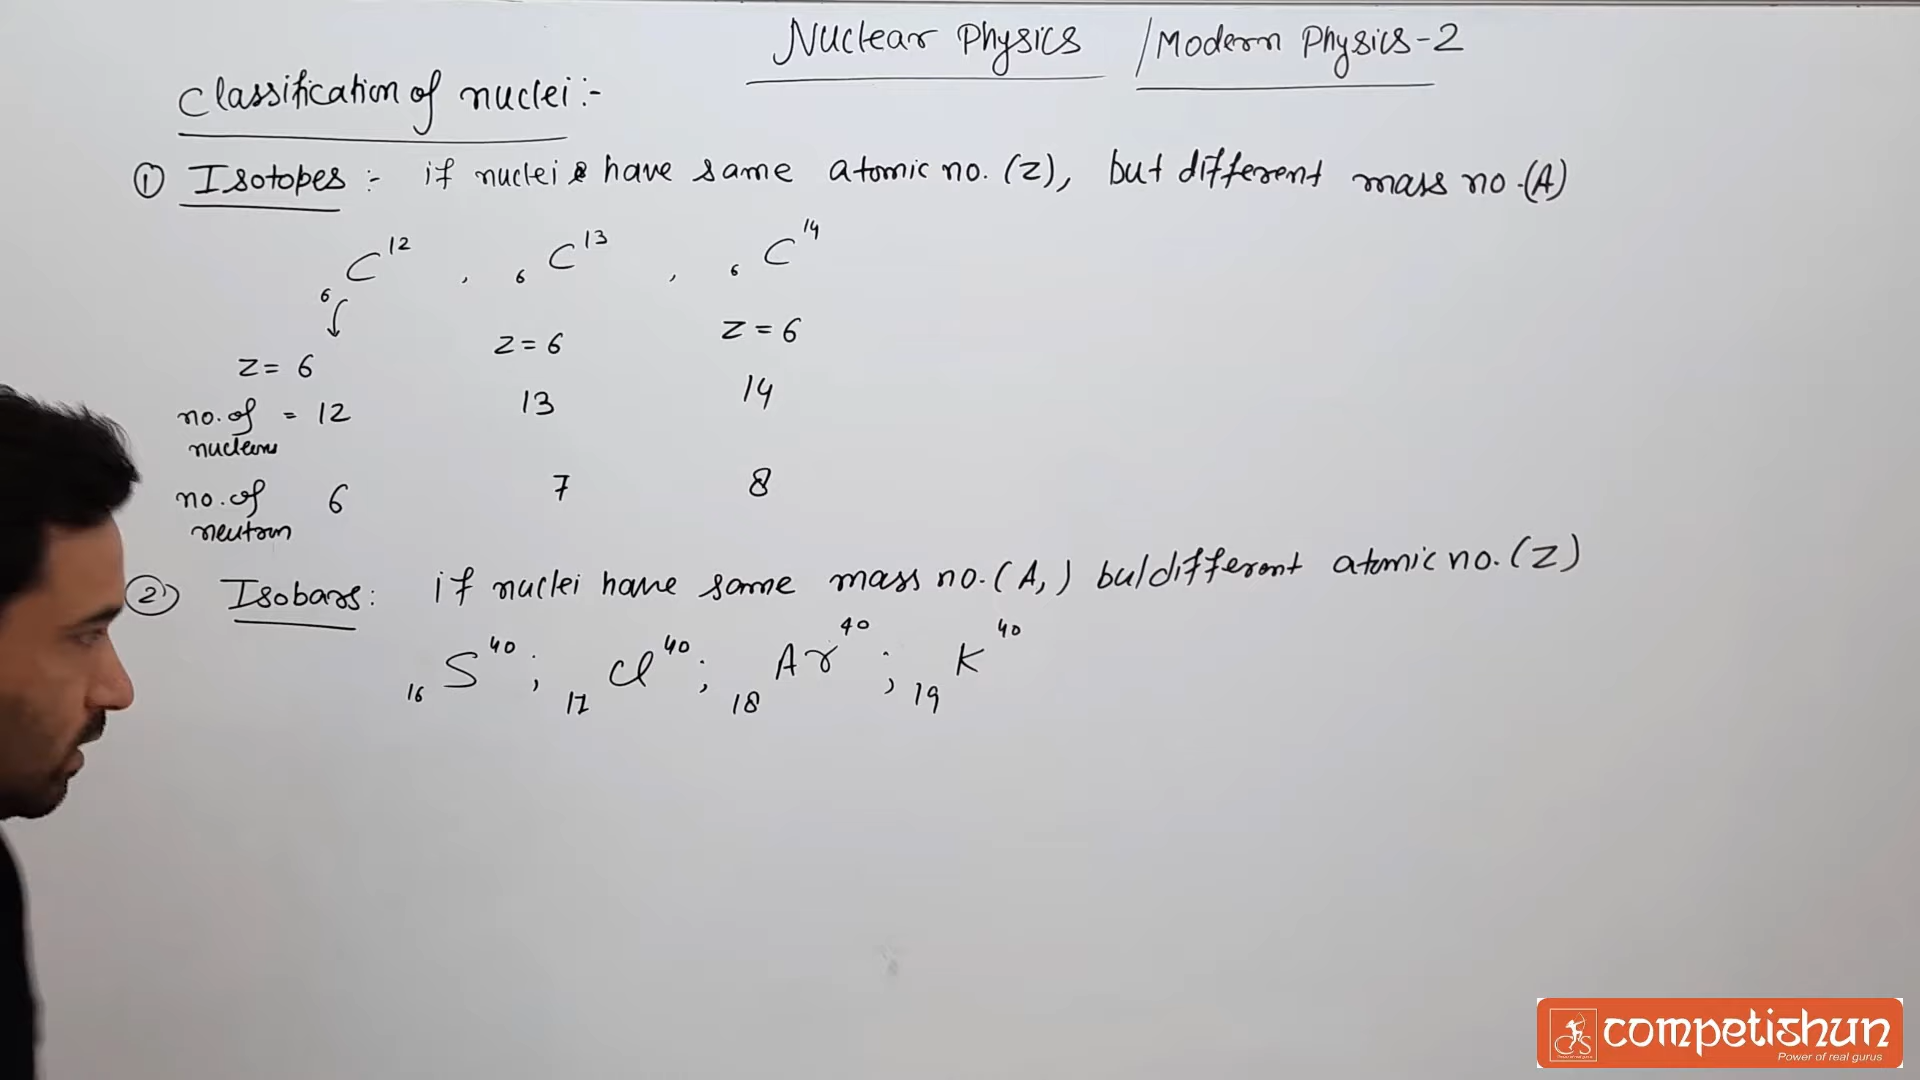 Nuclear Physics / Modern Physics-2
Classification of nuclei :-
① Isotopes :- if nuclei have same atomic no. (Z), but different mass no.(A)
₆C¹² , ₆C¹³ , ₆C¹⁴
Z = 6 Z = 6 Z = 6
no. of nucleons = 12 13 14
no. of neutron 6 7 8
② Isobars : if nuclei have same mass no. (A,) but different atomic no. (Z)
₁₆S⁴⁰ ; ₁₇Cl⁴⁰ ; ₁₈Ar⁴⁰ ; ₁₉K⁴⁰
competishun
Power of real gurus